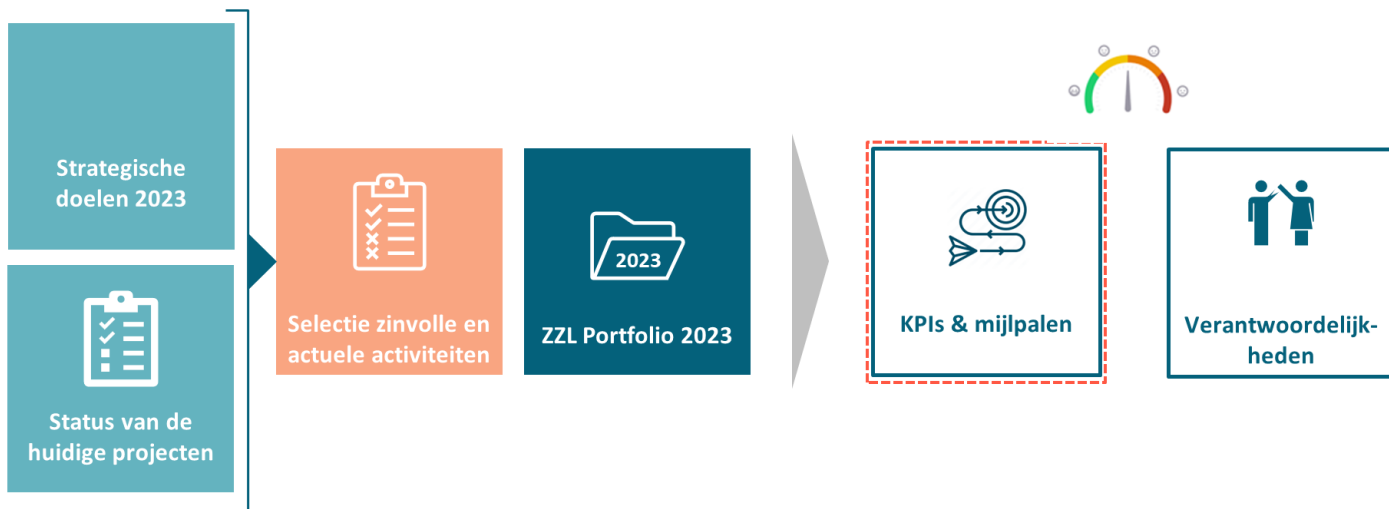 Strategische
doelen 2023
Status van de
huidige projecten
Selectie zinvolle en
actuele activiteiten
2023
ZZL Portfolio 2023
KPIs & mijlpalen
Verantwoordelijk-
heden